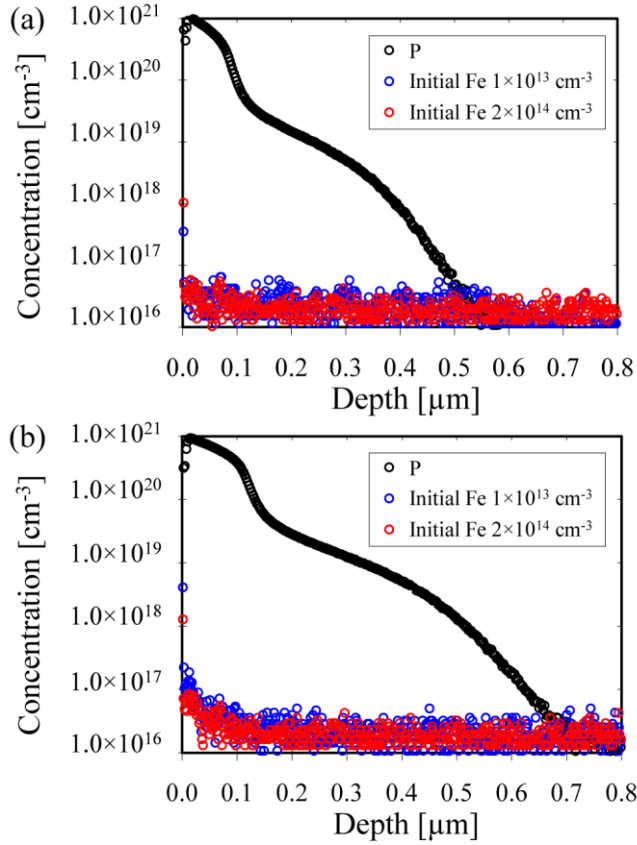 (a)
1.0×10²¹
1.0×10²⁰
1.0×10¹⁹
1.0×10¹⁸
1.0×10¹⁷
1.0×10¹⁶
Concentration [cm⁻³]
P
Initial Fe 1×10¹³ cm⁻³
Initial Fe 2×10¹⁴ cm⁻³
0.0 0.1 0.2 0.3 0.4 0.5 0.6 0.7 0.8
Depth [µm]
(b)
1.0×10²¹
1.0×10²⁰
1.0×10¹⁹
1.0×10¹⁸
1.0×10¹⁷
1.0×10¹⁶
Concentration [cm⁻³]
P
Initial Fe 1×10¹³ cm⁻³
Initial Fe 2×10¹⁴ cm⁻³
0.0 0.1 0.2 0.3 0.4 0.5 0.6 0.7 0.8
Depth [µm]